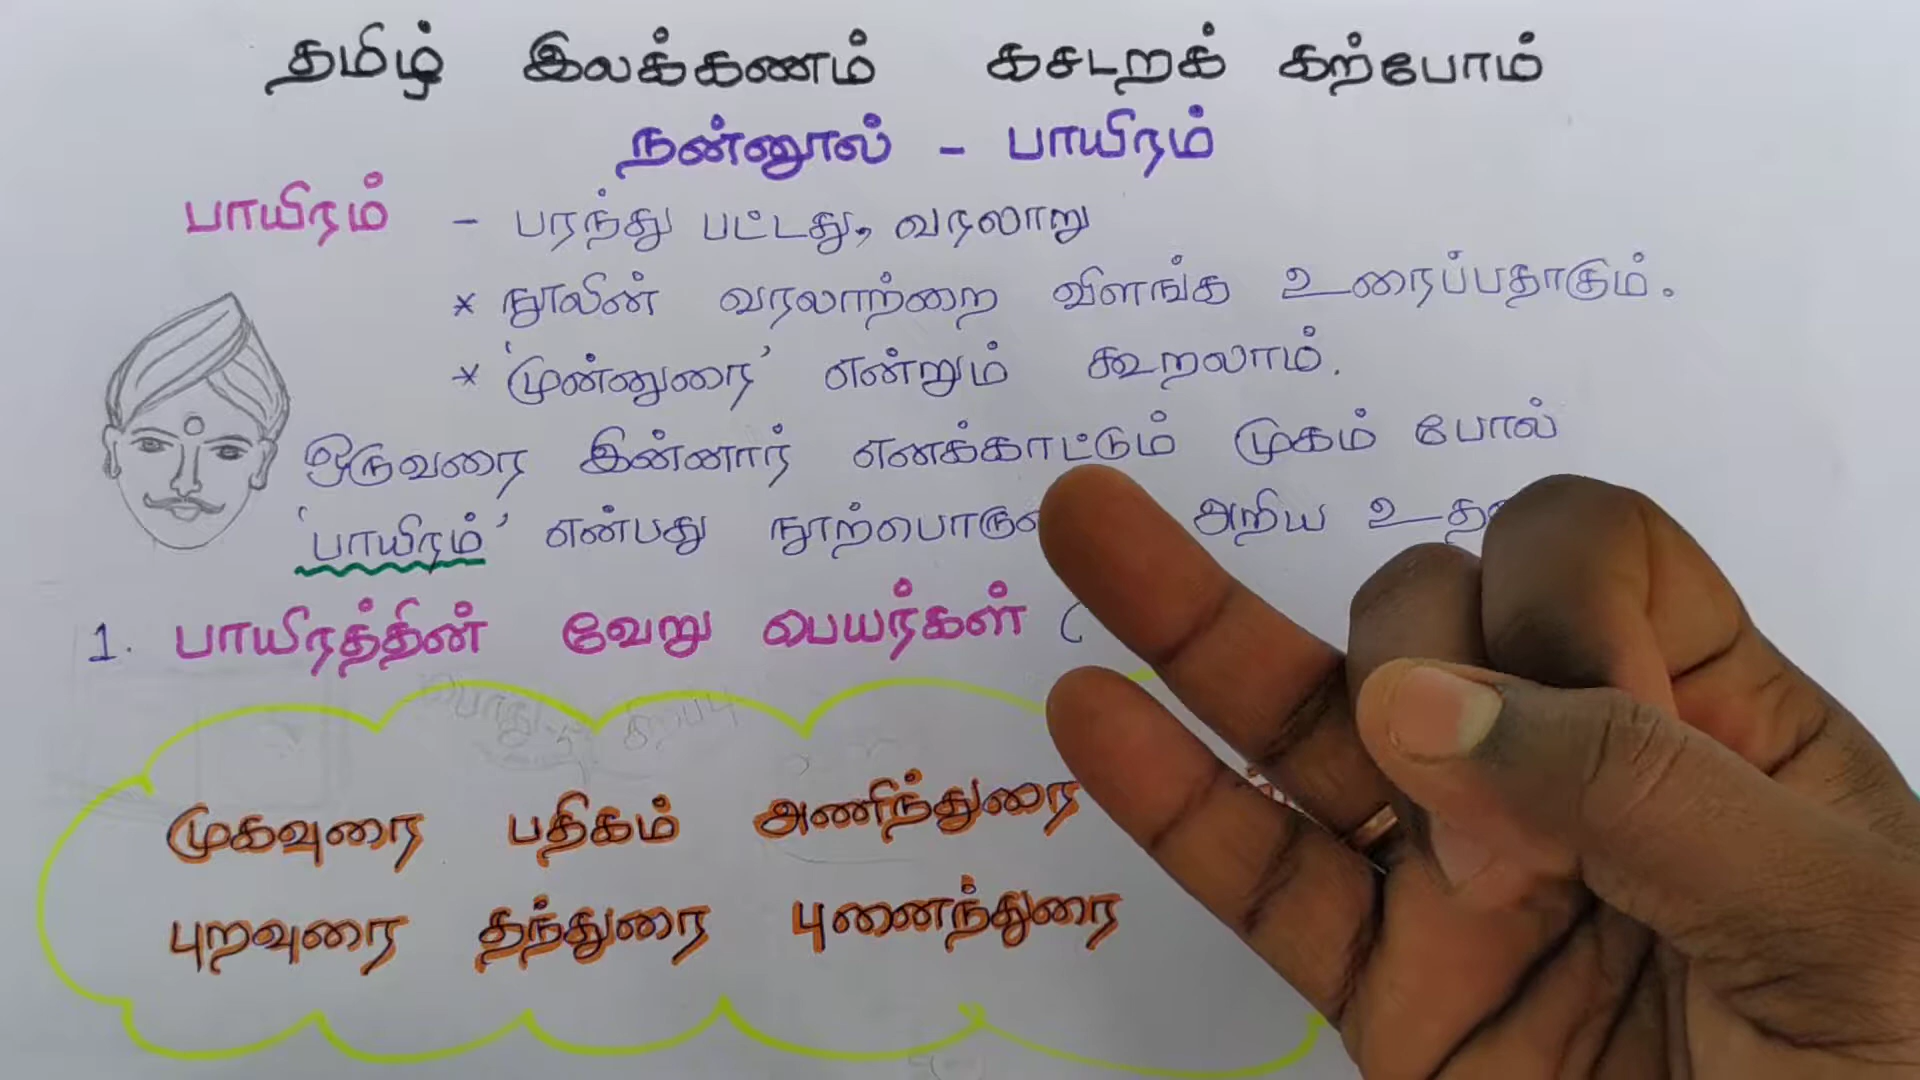 தமிழ் இலக்கணம் கசடறக் கற்போம்
நன்னூல் - பாயிரம்
பாயிரம் - பரந்து பட்டது, வரலாறு
* நூலின் வரலாற்றை விளங்க உரைப்பதாகும்.
* 'முன்னுரை' என்றும் கூறலாம்.
ஒருவரை இன்னார் எனக்காட்டும் முகம் போல்
'பாயிரம்' என்பது அறிய
1. பாயிரத்தின் வேறு பெயர்கள் (
முகவுரை பதிகம் அணிந்துரை
புறவுரை தந்துரை புனைந்துரை